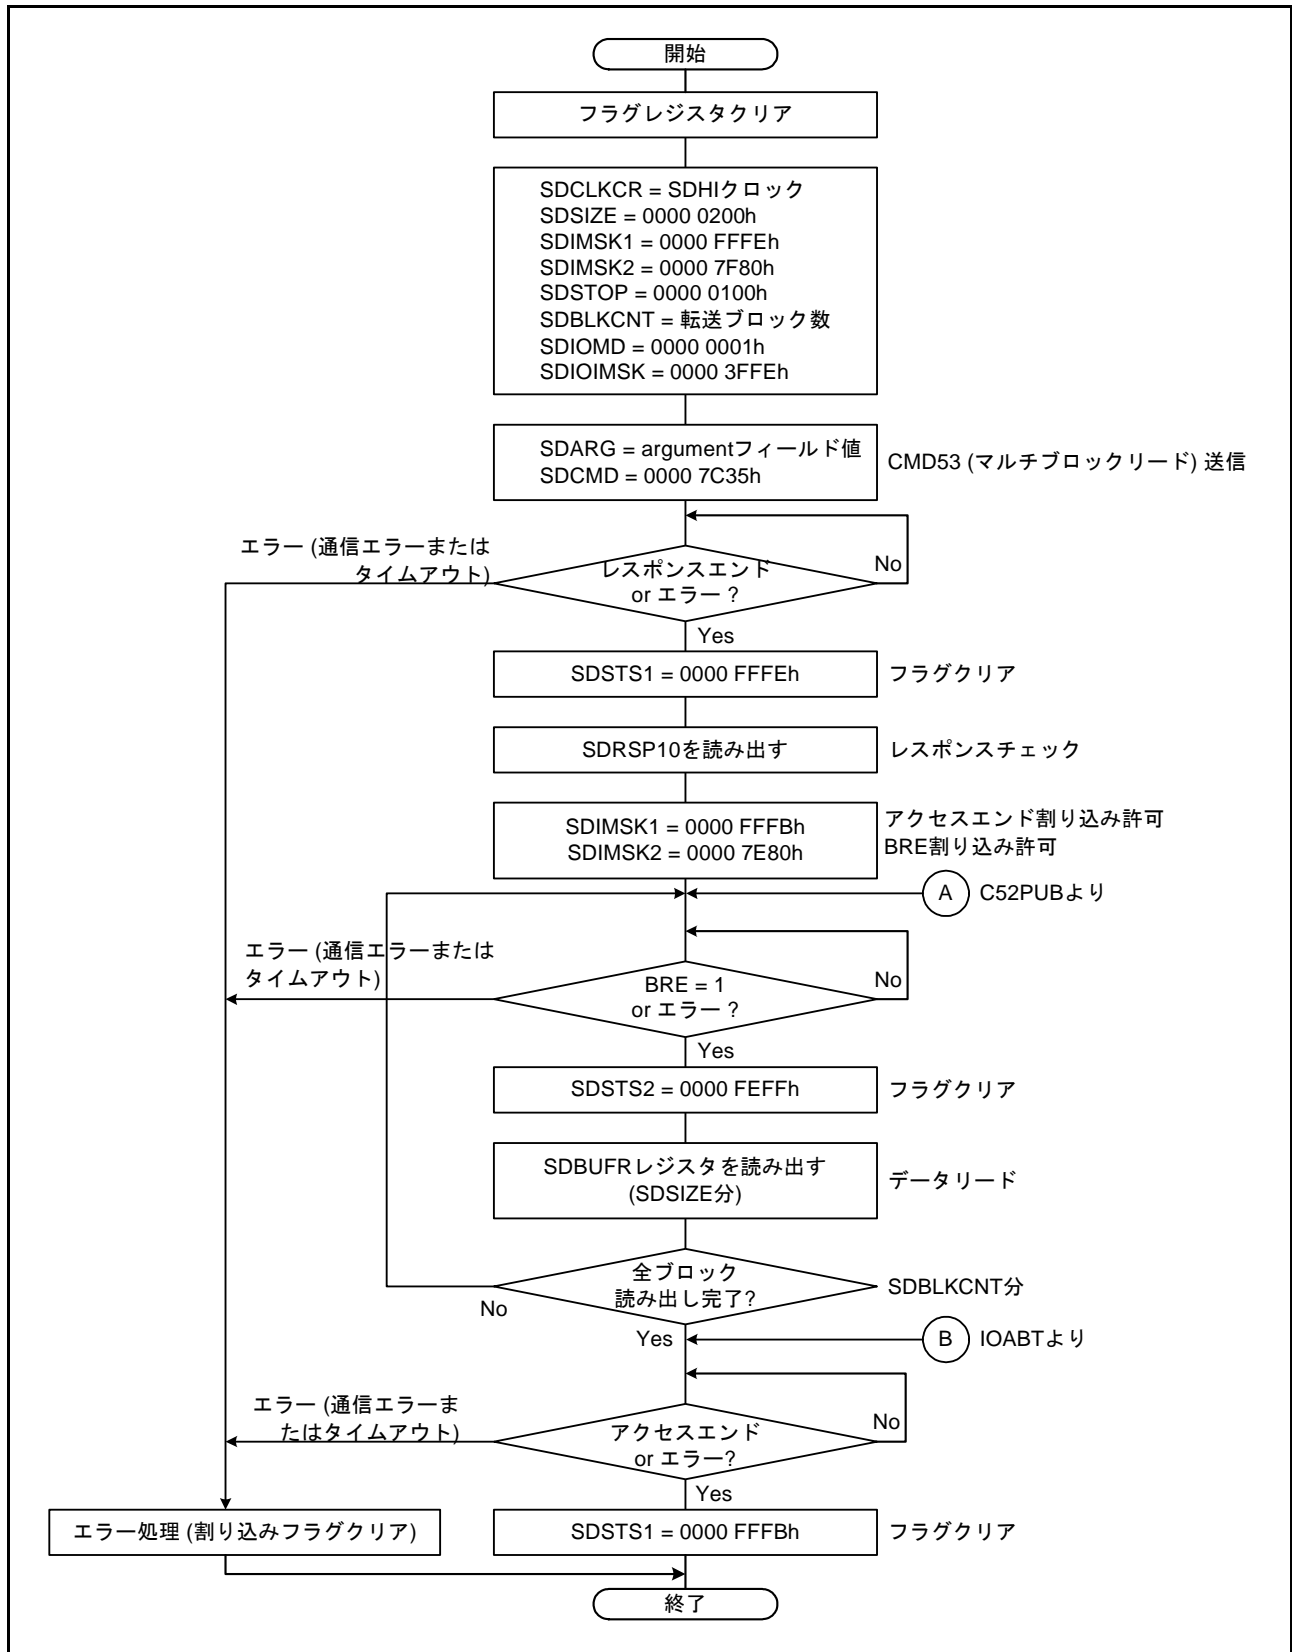 開始
フラグレジスタクリア
SDCLKCR = SDHIクロック
SDSIZE = 0000 0200h
SDIMSK1 = 0000 FFFEh
SDIMSK2 = 0000 7F80h
SDSTOP = 0000 0100h
SDBLKCNT = 転送ブロック数
SDIOMD = 0000 0001h
SDIOIMSK = 0000 3FFEh
SDARG = argumentフィールド値
SDCMD = 0000 7C35h
CMD53 (マルチブロックリード) 送信
エラー (通信エラーまたは
タイムアウト)
レスポンスエンド
or エラー ?
No
Yes
SDSTS1 = 0000 FFFEh
フラグクリア
SDRSP10を読み出す
レスポンスチェック
SDIMSK1 = 0000 FFFBh
SDIMSK2 = 0000 7E80h
アクセスエンド割り込み許可
BRE割り込み許可
A
C52PUBより
エラー (通信エラーまたは
タイムアウト)
BRE = 1
or エラー ?
No
Yes
SDSTS2 = 0000 FEFFh
フラグクリア
SDBUFRレジスタを読み出す
(SDSIZE分)
データリード
全ブロック
読み出し完了?
SDBLKCNT分
No
Yes
B
IOABTより
エラー (通信エラーま
たはタイムアウト)
アクセスエンド
or エラー?
No
Yes
エラー処理 (割り込みフラグクリア)
SDSTS1 = 0000 FFFBh
フラグクリア
終了